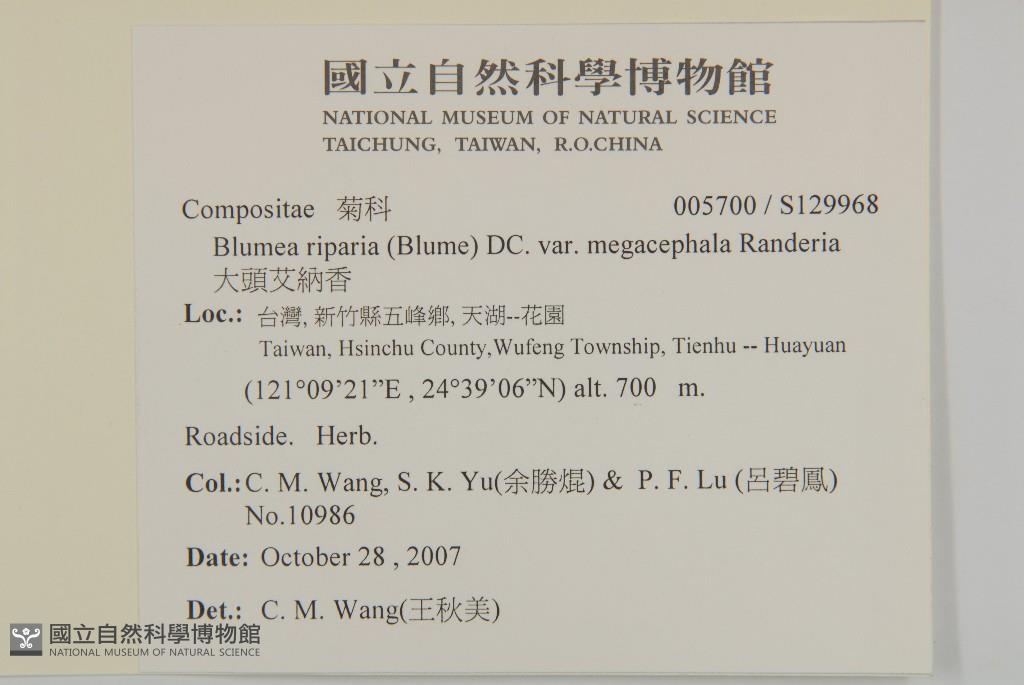 國立自然科學博物館
NATIONAL MUSEUM OF NATURAL SCIENCE
TAICHUNG, TAIWAN, R.O.CHINA
Compositae 菊科 005700 / S129968
Blumea riparia (Blume) DC. var. megacephala Randeria
大頭艾納香
Loc.: 台灣, 新竹縣五峰鄉, 天湖--花園
Taiwan, Hsinchu County,Wufeng Township, Tienhu -- Huayuan
(121°09’21”E , 24°39’06”N) alt. 700 m.
Roadside. Herb.
Col.: C. M. Wang, S. K. Yu(余勝焜) & P. F. Lu (呂碧鳳)
No.10986
Date: October 28 , 2007
Det.: C. M. Wang(王秋美)
國立自然科學博物館
NATIONAL MUSEUM OF NATURAL SCIENCE